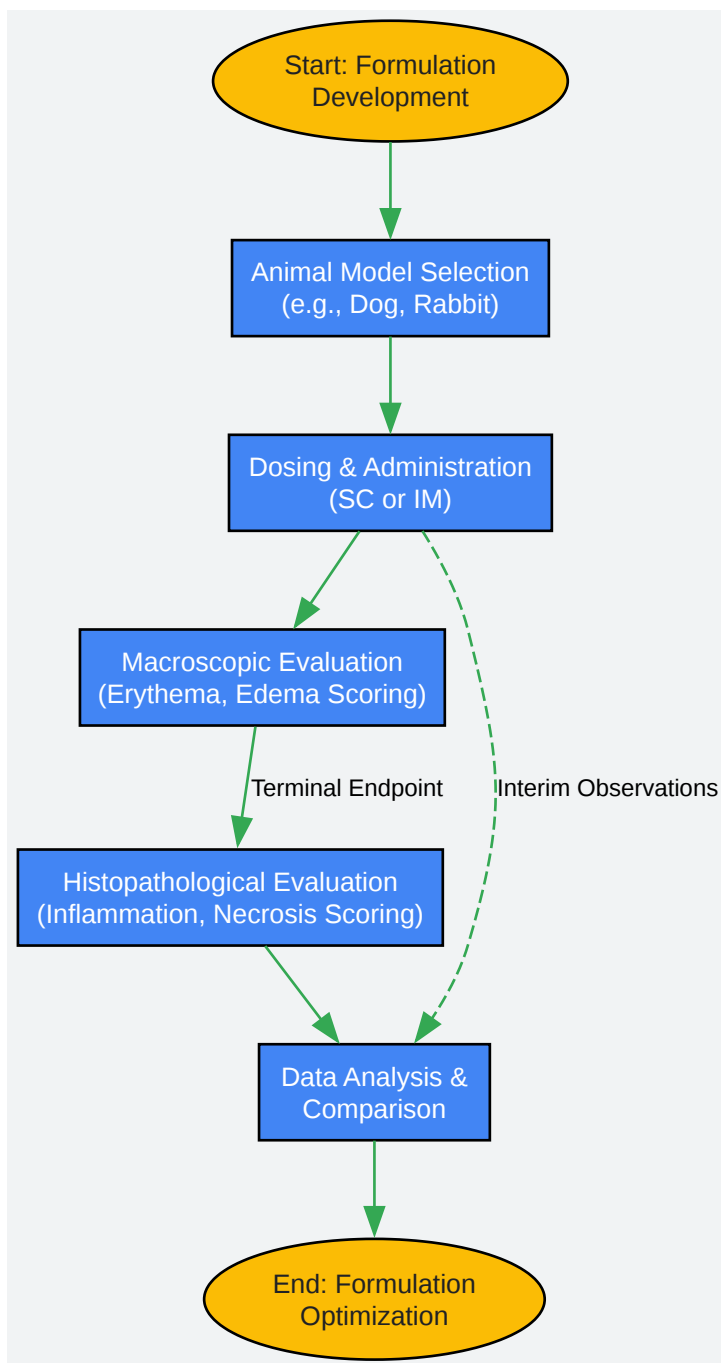 Start: Formulation
Development
Animal Model Selection
(e.g., Dog, Rabbit)
Dosing & Administration
(SC or IM)
Macroscopic Evaluation
(Erythema, Edema Scoring)
Terminal Endpoint
Interim Observations
Histopathological Evaluation
(Inflammation, Necrosis Scoring)
Data Analysis &
Comparison
End: Formulation
Optimization